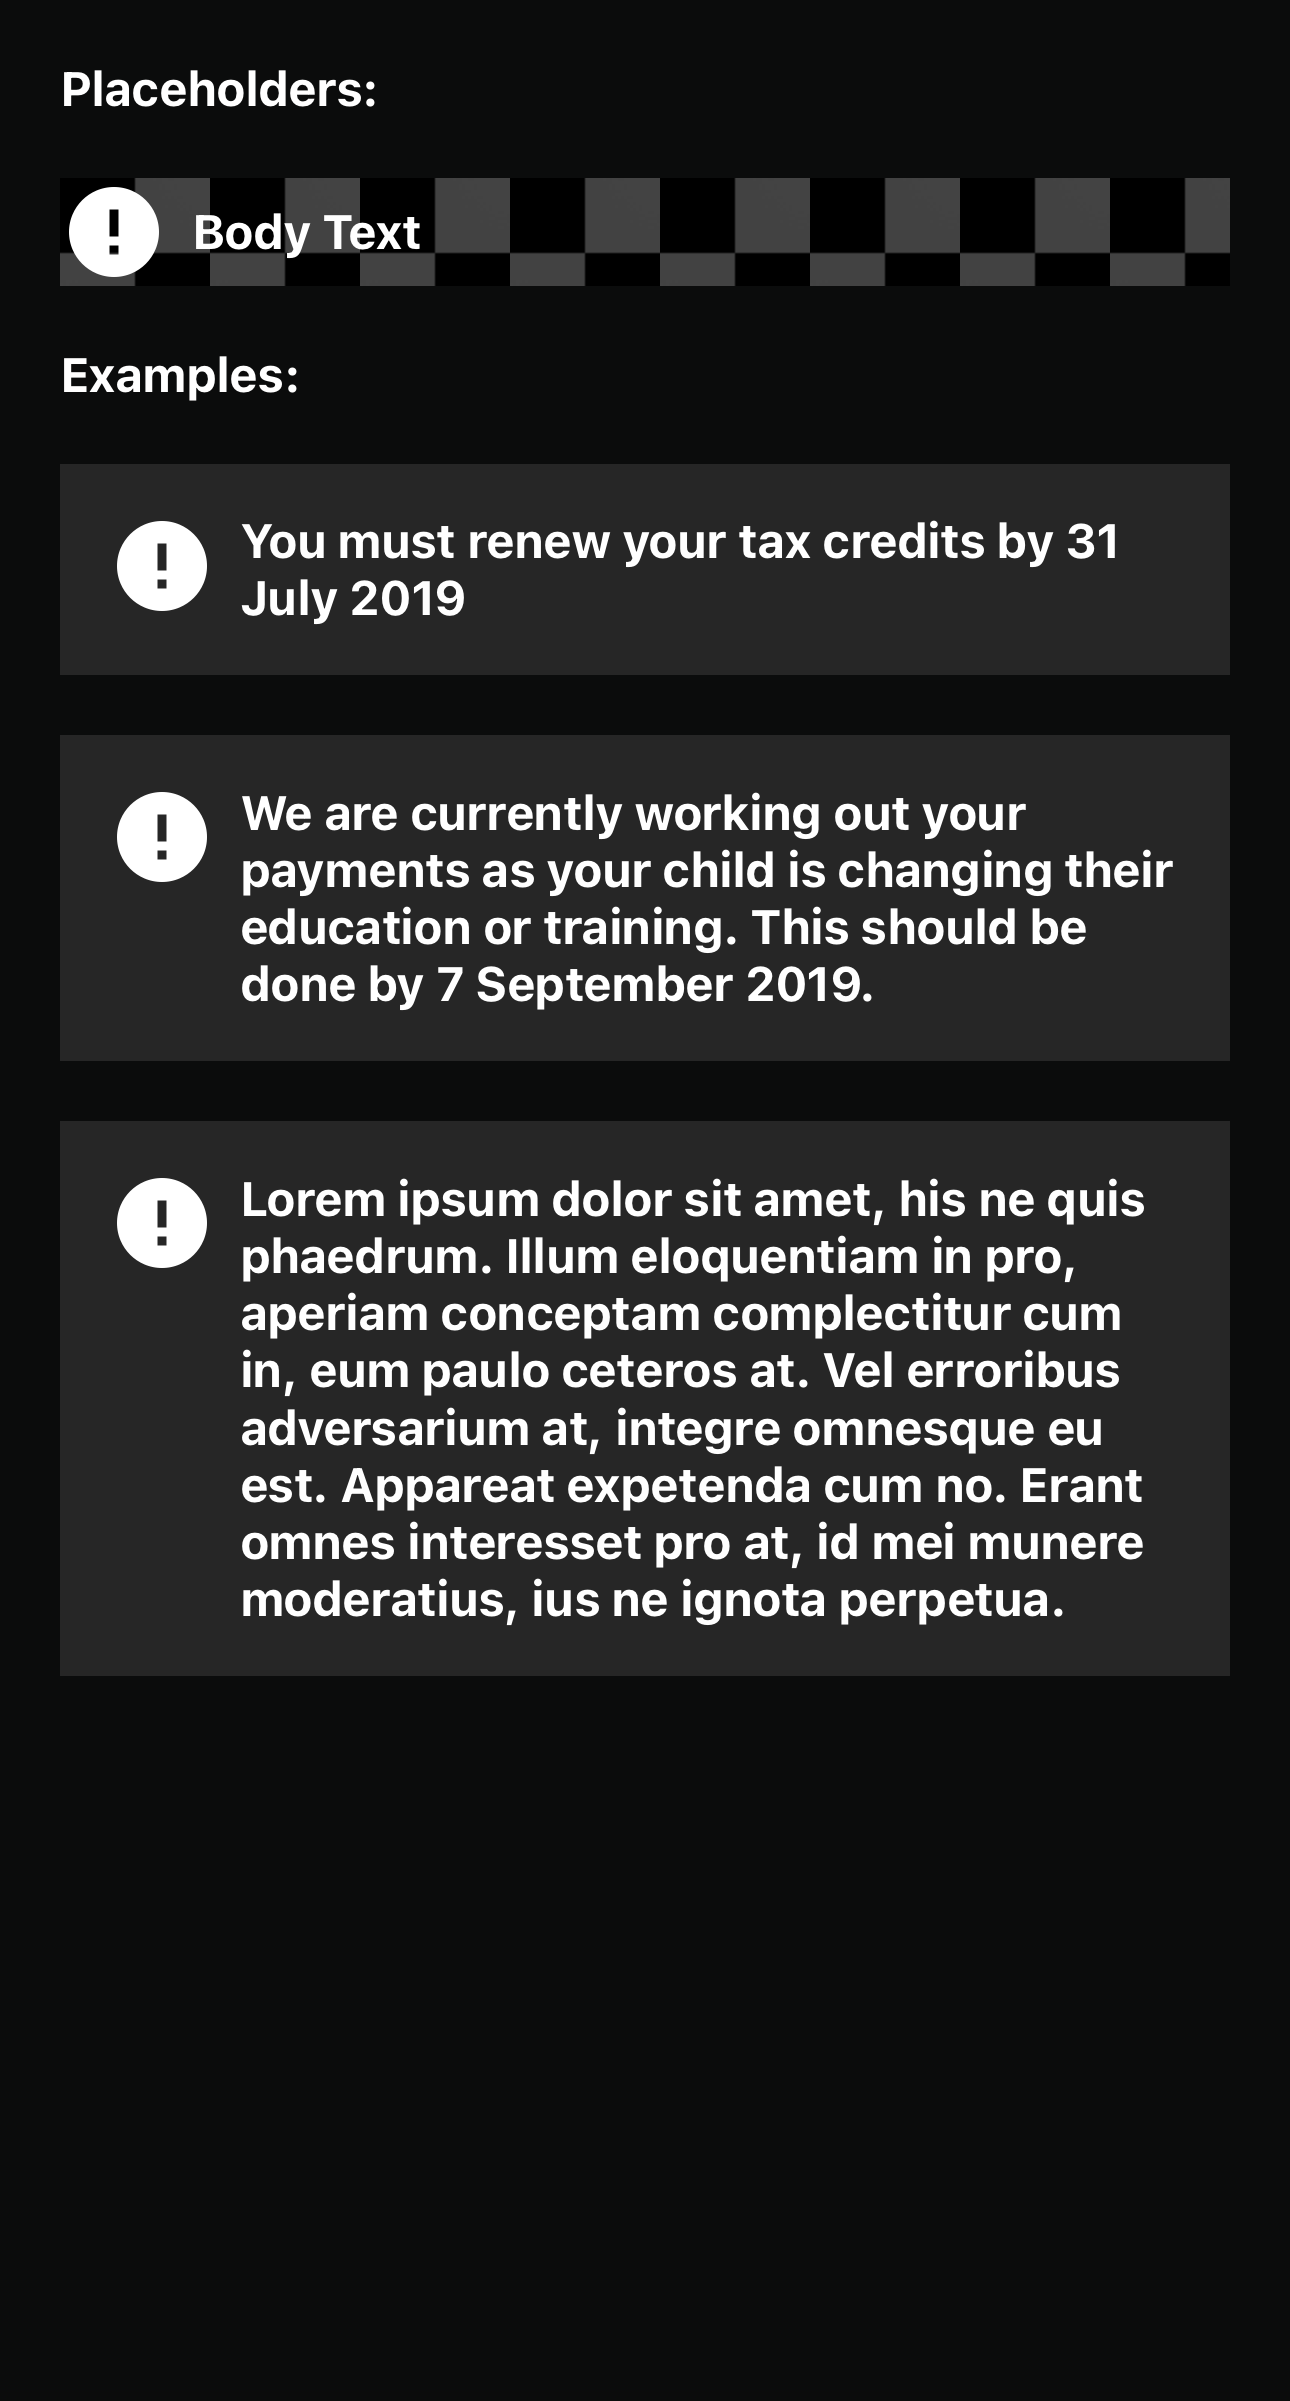 Placeholders:
Body Text
Examples:
You must renew your tax credits by 31
July 2019
We are currently working out your
payments as your child is changing their
education or training. This should be
done by 7 September 2019.
Lorem ipsum dolor sit amet, his ne quis
phaedrum. Illum eloquentiam in pro,
aperiam conceptam complectitur cum
in, eum paulo ceteros at. Vel erroribus
adversarium at, integre omnesque eu
est. Appareat expetenda cum no. Erant
omnes interesset pro at, id mei munere
moderatius, ius ne ignota perpetua.